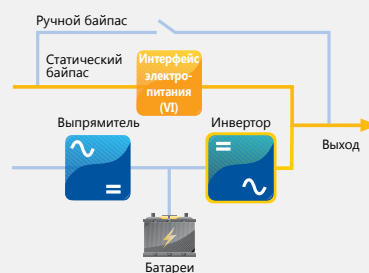 Ручной байпас
Статический
байпас
Интерфейс
электро-
питания
(VI)
Выпрямитель
Инвертор
Выход
Батареи